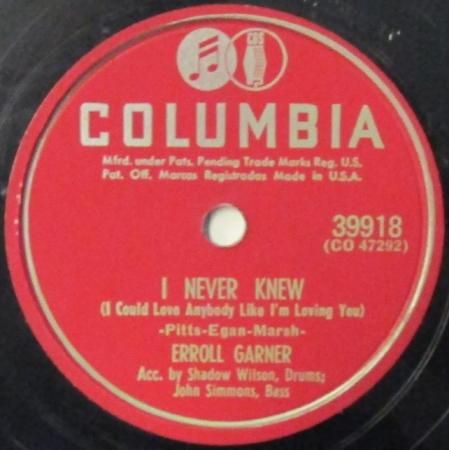 CBS
COLUMBIA
Mfrd. under Pats. Pending Trade Marks Reg. U.S.
Pat. Off. Marcas Registradas Made in U.S.A.
39918
(CO 47292)
I NEVER KNEW
(I Could Love Anybody Like I'm Loving You)
-Pitts-Egan-Marsh-
ERROLL GARNER
Acc. by Shadow Wilson, Drums;
John Simmons, Bass